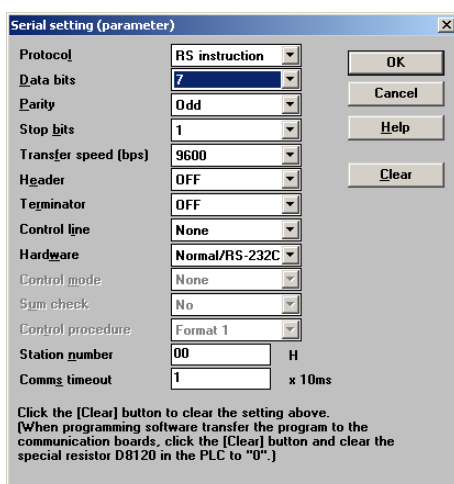 Serial setting (parameter)
Protocol RS instruction OK
Data bits 7
Cancel
Parity Odd
Stop bits 1 Help
Transfer speed (bps) 9600
Header OFF Clear
Terminator OFF
Control line None
Hardware Normal/RS-232C
Control mode None
Sum check No
Control procedure Format 1
Station number 00 H
Comms timeout 1 x 10ms
Click the [Clear] button to clear the setting above.
(When programming software transfer the program to the
communication boards, click the [Clear] button and clear the
special resistor D8120 in the PLC to "0".)